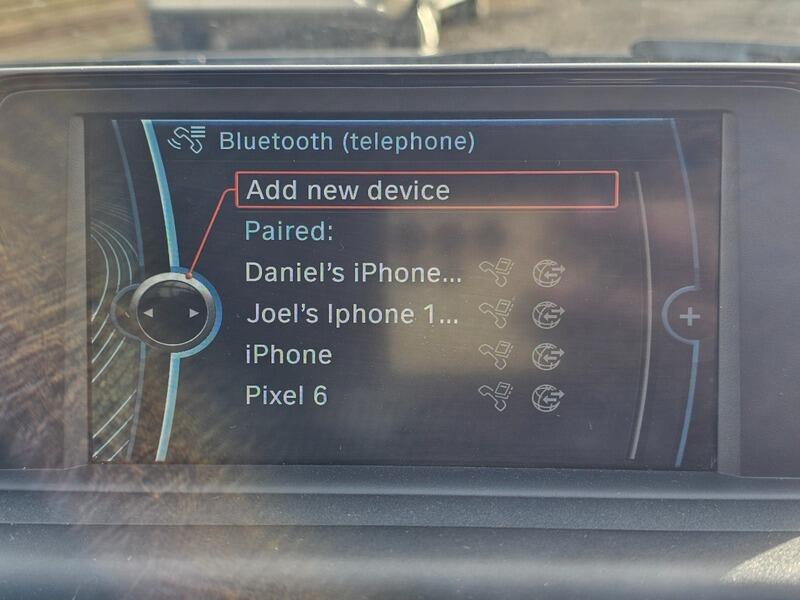 Bluetooth (telephone)
Add new device
Paired:
Daniel's iPhone...
Joel's Iphone 1...
iPhone
Pixel 6